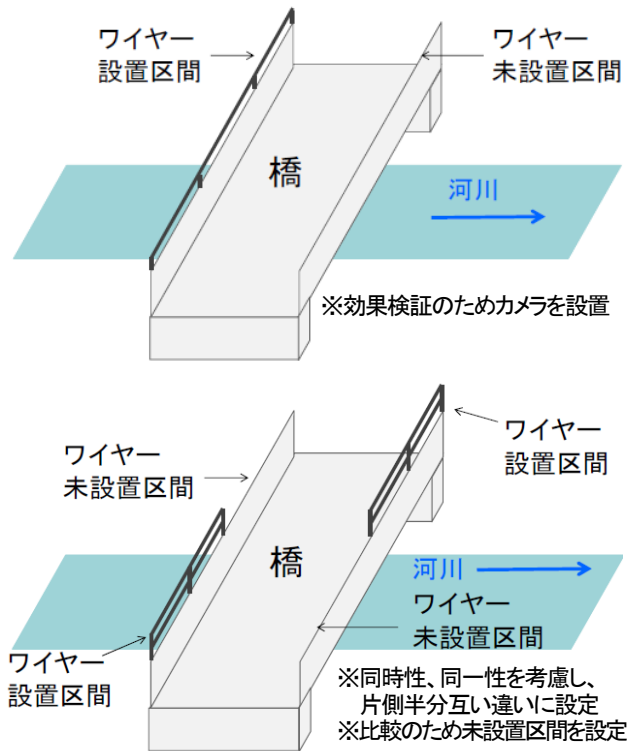 ワイヤー
設置区間
ワイヤー
未設置区間
橋
河川
※効果検証のためカメラを設置
ワイヤー
未設置区間
ワイヤー
設置区間
橋
河川
ワイヤー
未設置区間
ワイヤー
設置区間
※同時性、同一性を考慮し、
片側半分互い違いに設定
※比較のため未設置区間を設定